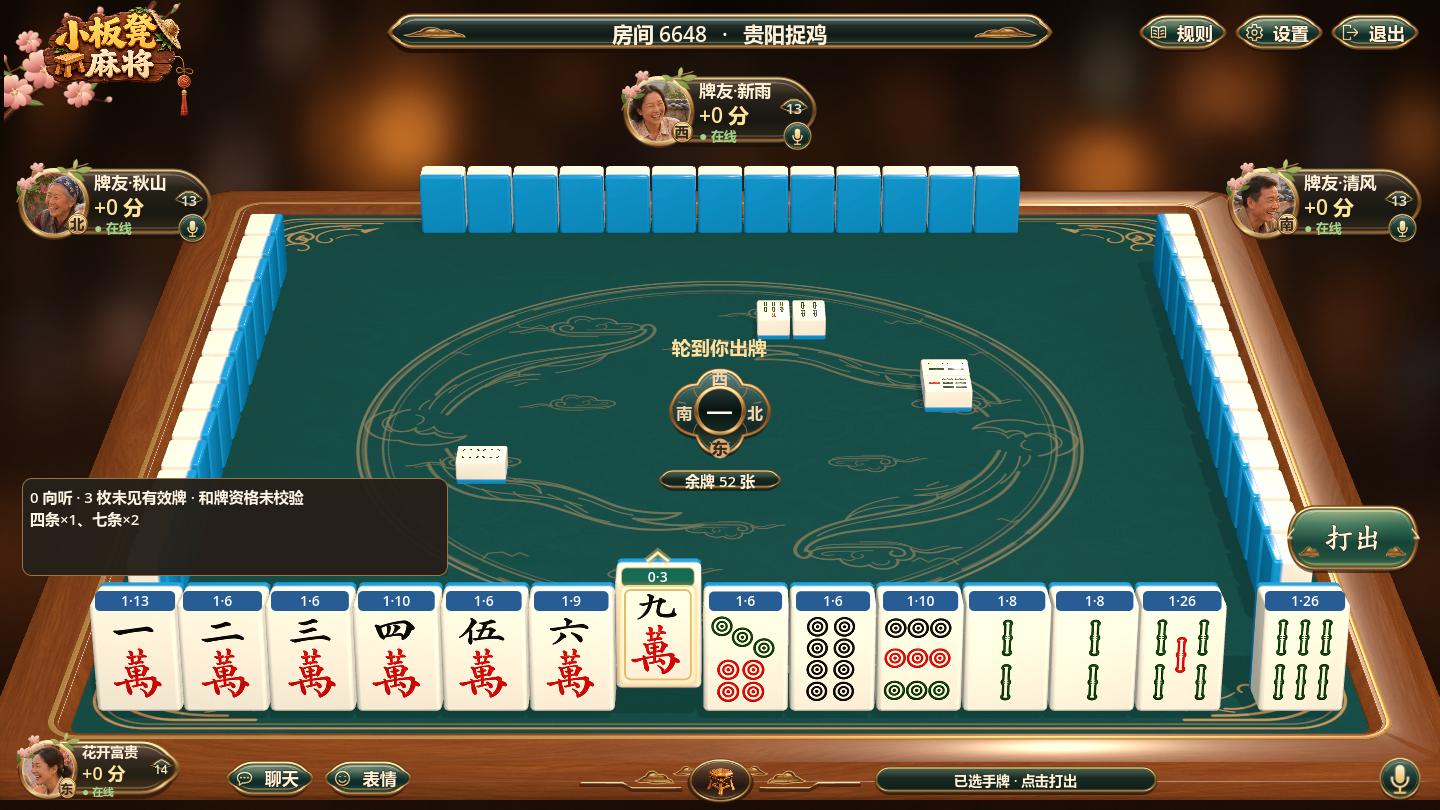 小板凳
麻将
房间 6648 · 贵阳捉鸡
规则
设置
退出
牌友·新雨
+0 分
在线
西
13
牌友·秋山
+0 分
在线
北
13
牌友·清风
+0 分
在线
南
13
轮到你出牌
西
南
一
北
东
余牌 52 张
0 向听 · 3 枚未见有效牌 · 和牌资格未校验
四条×1、七条×2
打出
1·13
1·6
1·6
1·10
1·6
1·9
0·3
1·6
1·6
1·10
1·8
1·8
1·26
1·26
一萬
二萬
三萬
四萬
伍萬
六萬
九萬
花开富贵
+0 分
在线
东
14
聊天
表情
已选手牌 · 点击打出